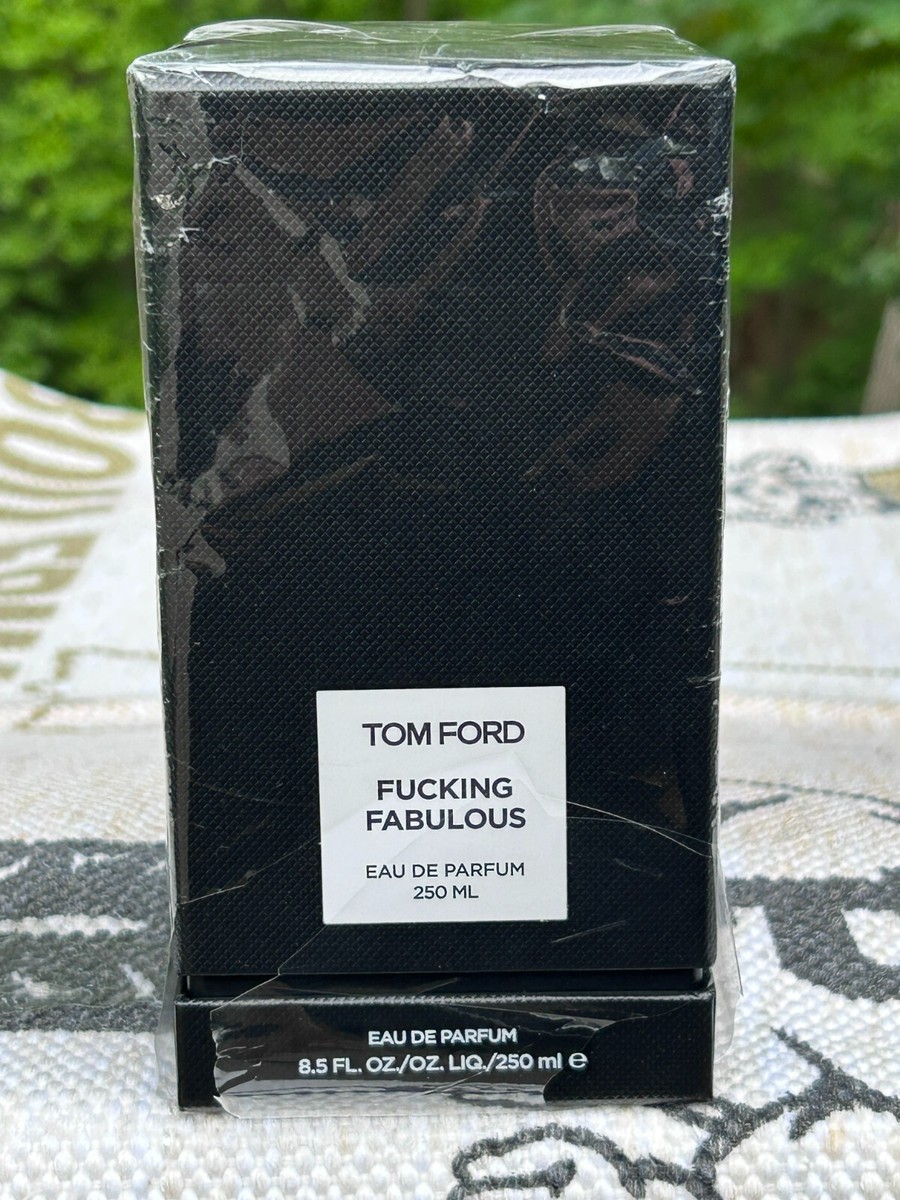 TOM FORD
FUCKING
FABULOUS
EAU DE PARFUM
250 ML
EAU DE PARFUM
8.5 FL. OZ./OZ. LIQ./250 ml ℮